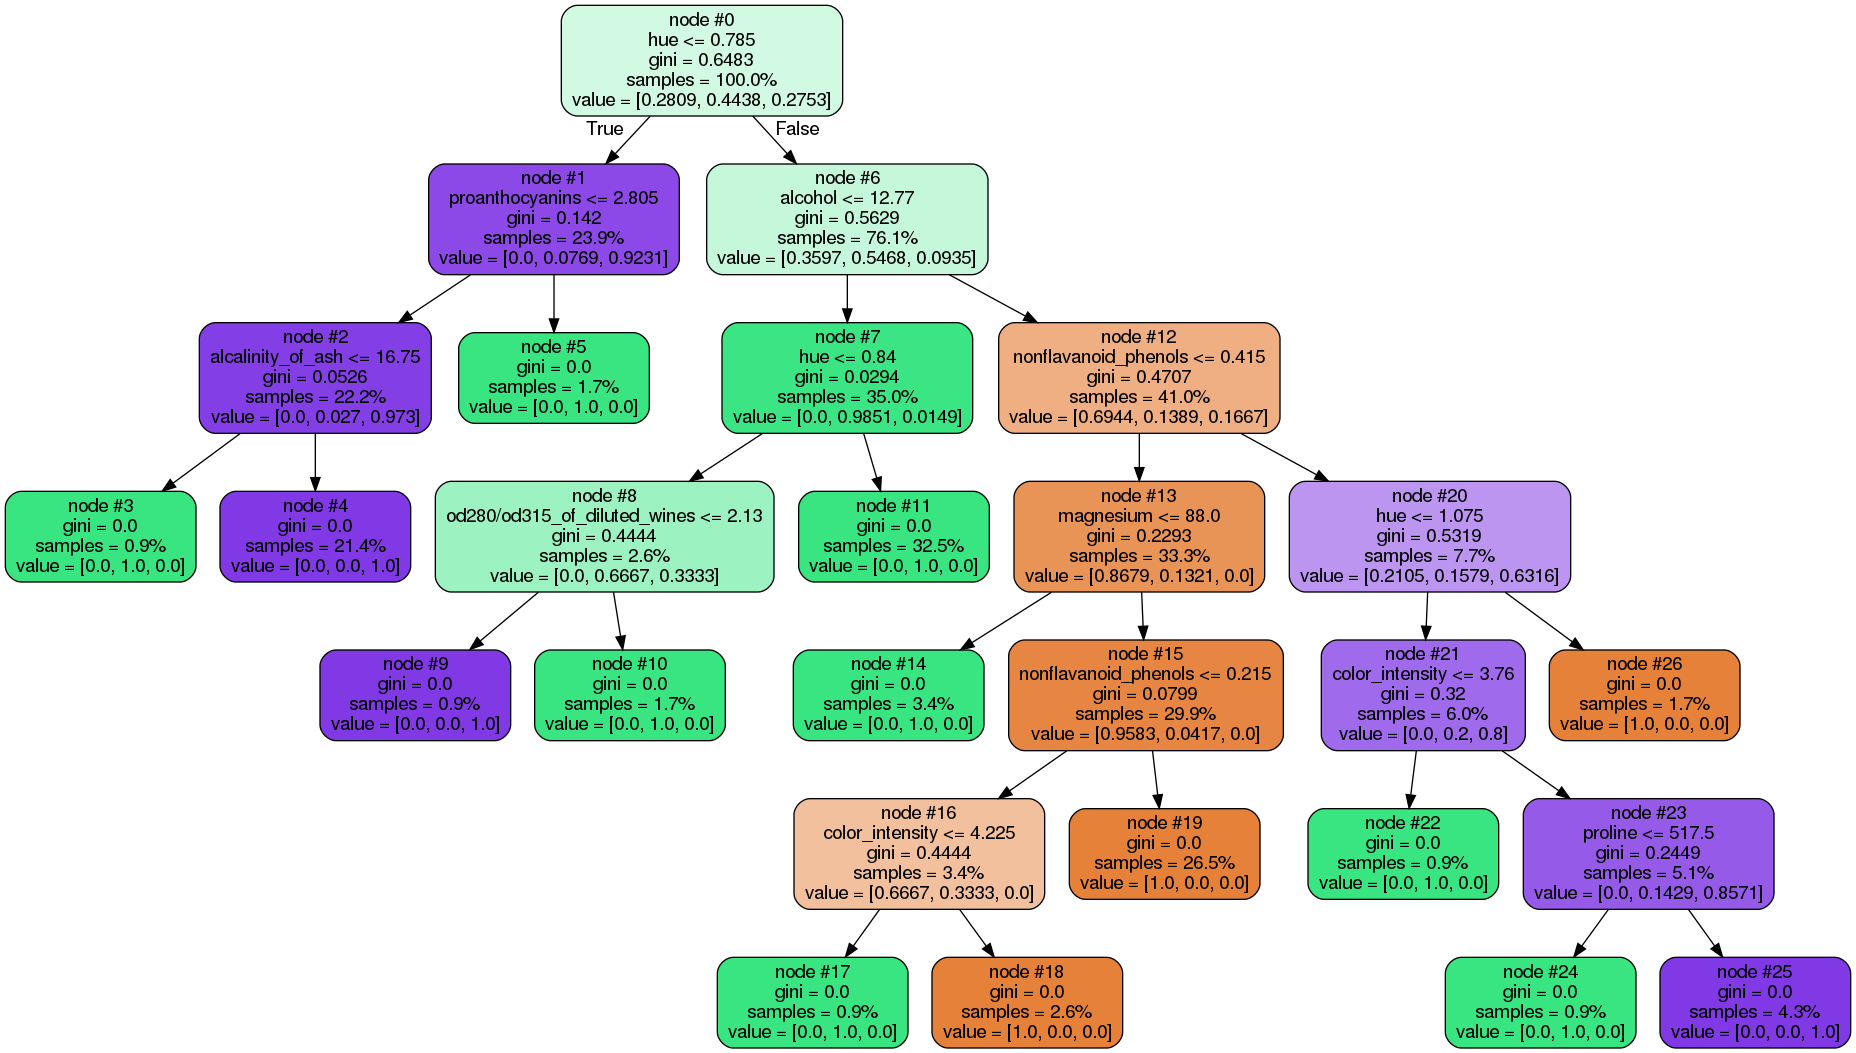 node #0
hue <= 0.785
gini = 0.6483
samples = 100.0%
value = [0.2809, 0.4438, 0.2753]
True
False
node #1
proanthocyanins <= 2.805
gini = 0.142
samples = 23.9%
value = [0.0, 0.0769, 0.9231]
node #6
alcohol <= 12.77
gini = 0.5629
samples = 76.1%
value = [0.3597, 0.5468, 0.0935]
node #2
alcalinity_of_ash <= 16.75
gini = 0.0526
samples = 22.2%
value = [0.0, 0.027, 0.973]
node #5
gini = 0.0
samples = 1.7%
value = [0.0, 1.0, 0.0]
node #7
hue <= 0.84
gini = 0.0294
samples = 35.0%
value = [0.0, 0.9851, 0.0149]
node #12
nonflavanoid_phenols <= 0.415
gini = 0.4707
samples = 41.0%
value = [0.6944, 0.1389, 0.1667]
node #3
gini = 0.0
samples = 0.9%
value = [0.0, 1.0, 0.0]
node #4
gini = 0.0
samples = 21.4%
value = [0.0, 0.0, 1.0]
node #8
od280/od315_of_diluted_wines <= 2.13
gini = 0.4444
samples = 2.6%
value = [0.0, 0.6667, 0.3333]
node #11
gini = 0.0
samples = 32.5%
value = [0.0, 1.0, 0.0]
node #13
magnesium <= 88.0
gini = 0.2293
samples = 33.3%
value = [0.8679, 0.1321, 0.0]
node #20
hue <= 1.075
gini = 0.5319
samples = 7.7%
value = [0.2105, 0.1579, 0.6316]
node #9
gini = 0.0
samples = 0.9%
value = [0.0, 0.0, 1.0]
node #10
gini = 0.0
samples = 1.7%
value = [0.0, 1.0, 0.0]
node #14
gini = 0.0
samples = 3.4%
value = [0.0, 1.0, 0.0]
node #15
nonflavanoid_phenols <= 0.215
gini = 0.0799
samples = 29.9%
value = [0.9583, 0.0417, 0.0]
node #21
color_intensity <= 3.76
gini = 0.32
samples = 6.0%
value = [0.0, 0.2, 0.8]
node #26
gini = 0.0
samples = 1.7%
value = [1.0, 0.0, 0.0]
node #16
color_intensity <= 4.225
gini = 0.4444
samples = 3.4%
value = [0.6667, 0.3333, 0.0]
node #19
gini = 0.0
samples = 26.5%
value = [1.0, 0.0, 0.0]
node #22
gini = 0.0
samples = 0.9%
value = [0.0, 1.0, 0.0]
node #23
proline <= 517.5
gini = 0.2449
samples = 5.1%
value = [0.0, 0.1429, 0.8571]
node #17
gini = 0.0
samples = 0.9%
value = [0.0, 1.0, 0.0]
node #18
gini = 0.0
samples = 2.6%
value = [1.0, 0.0, 0.0]
node #24
gini = 0.0
samples = 0.9%
value = [0.0, 1.0, 0.0]
node #25
gini = 0.0
samples = 4.3%
value = [0.0, 0.0, 1.0]